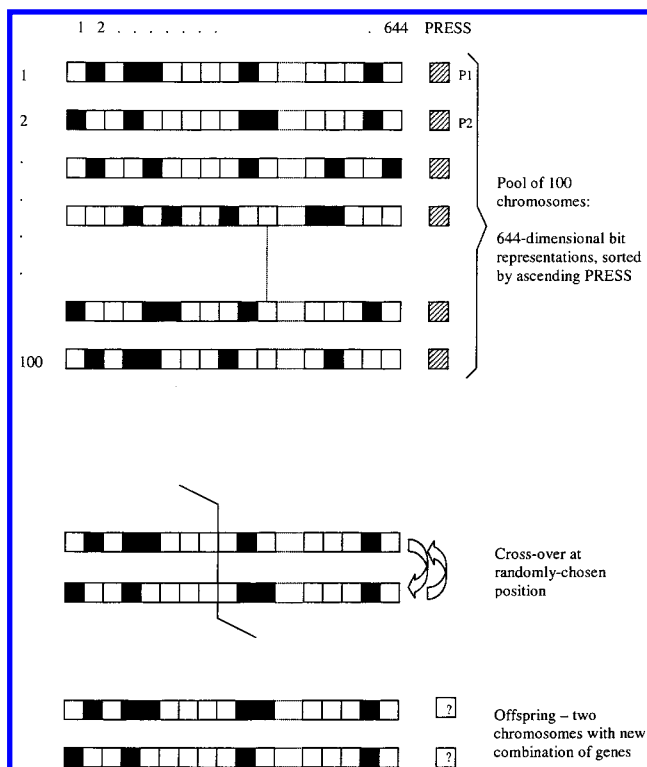 1 2 . . . . . . . . 644 PRESS
1 P1
2 P2
.
.
Pool of 100
chromosomes:
.
644-dimensional bit
representations, sorted
by ascending PRESS
.
100
Cross-over at
randomly-chosen
position
?
Offspring – two
chromosomes with new
combination of genes
?